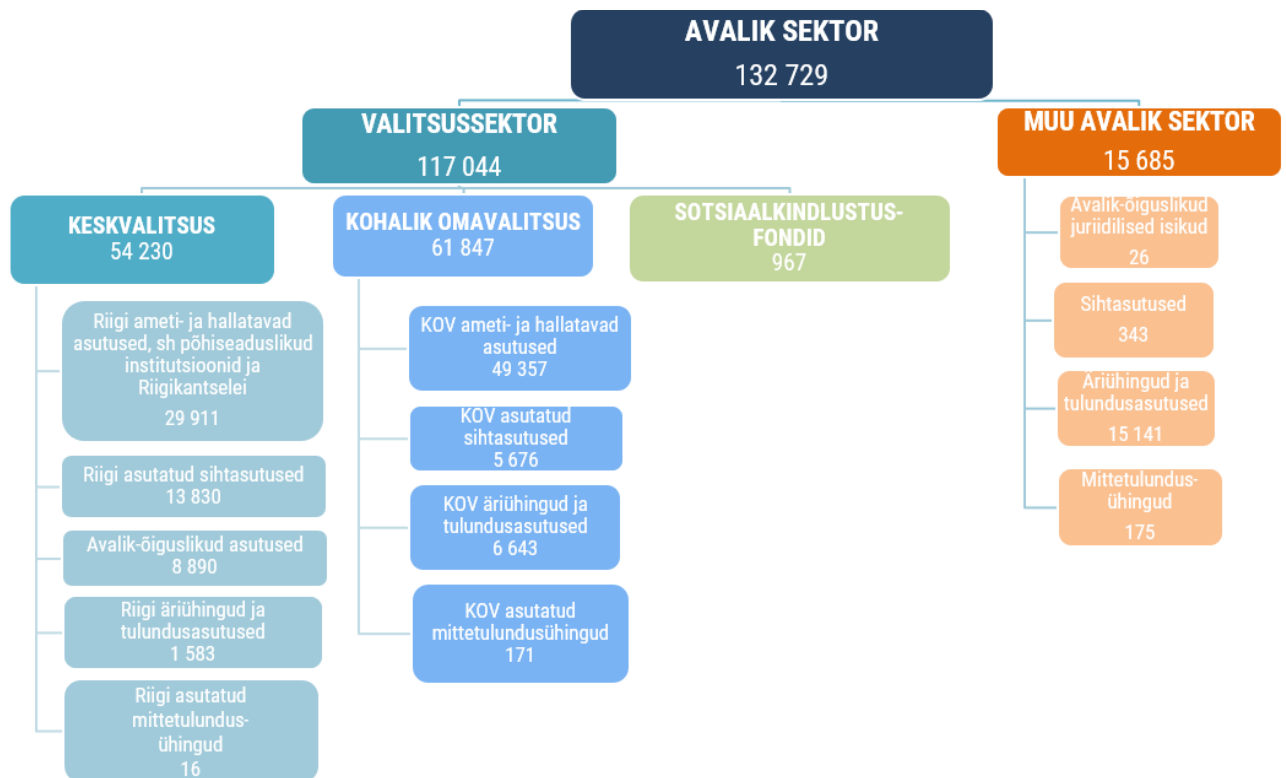 AVALIK SEKTOR
132 729
VALITSUSSEKTOR
117 044
MUU AVALIK SEKTOR
15 685
KESKVALITSUS
54 230
KOHALIK OMAVALITSUS
61 847
SOTSIAALKINDLUSTUS-
FONDID
967
Riigi ameti- ja hallatavad
asutused, sh põhiseaduslikud
institutsioonid ja
Riigikantselei
29 911
Riigi asutatud sihtasutused
13 830
Avalik-õiguslikud asutused
8 890
Riigi äriühingud ja
tulundusasutused
1 583
Riigi asutatud
mittetulundus-
ühingud
16
KOV ameti- ja hallatavad
asutused
49 357
KOV asutatud
sihtasutused
5 676
KOV äriühingud ja
tulundusasutused
6 643
KOV asutatud
mittetulundusühingud
171
Avalik-õiguslikud
juriidilised isikud
26
Sihtasutused
343
Äriühingud ja
tulundusasutused
15 141
Mittetulundus-
ühingud
175